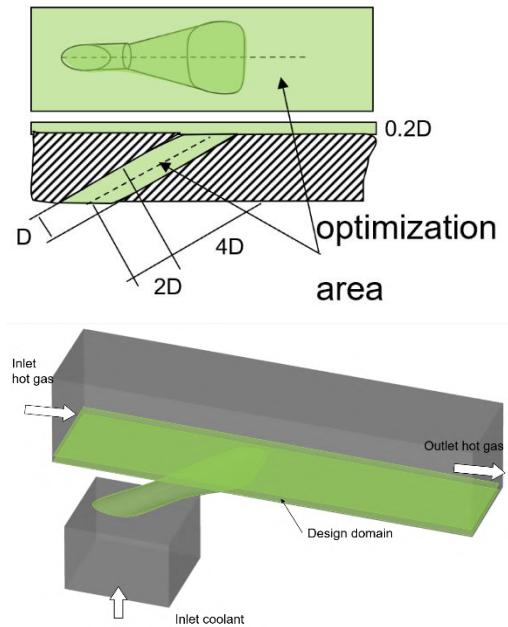 0.2D
D
4D
2D
optimization
area
Inlet
hot gas
Outlet hot gas
Design domain
Inlet coolant